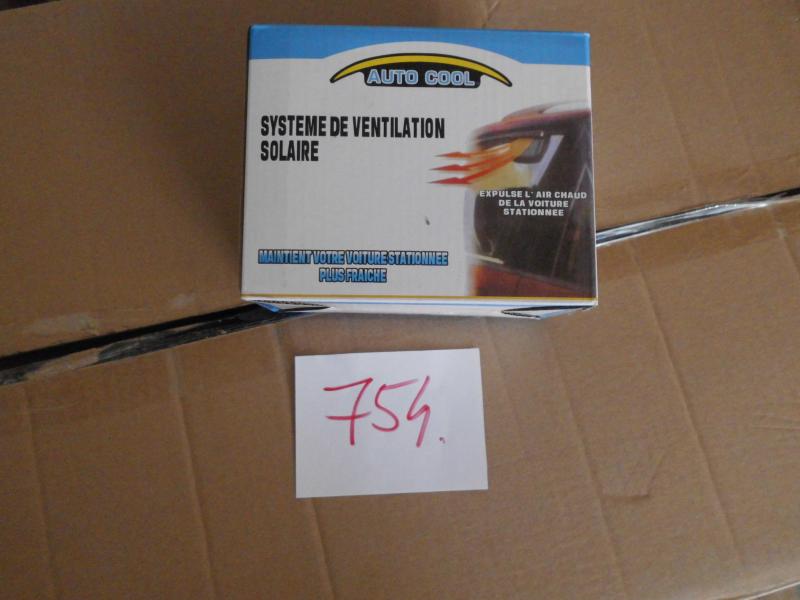 AUTO COOL
SYSTEME DE VENTILATION
SOLAIRE
EXPULSE L' AIR CHAUD
DE LA VOITURE
STATIONNEE
MAINTIENT VOTRE VOITURE STATIONNEE
PLUS FRAICHE
754.